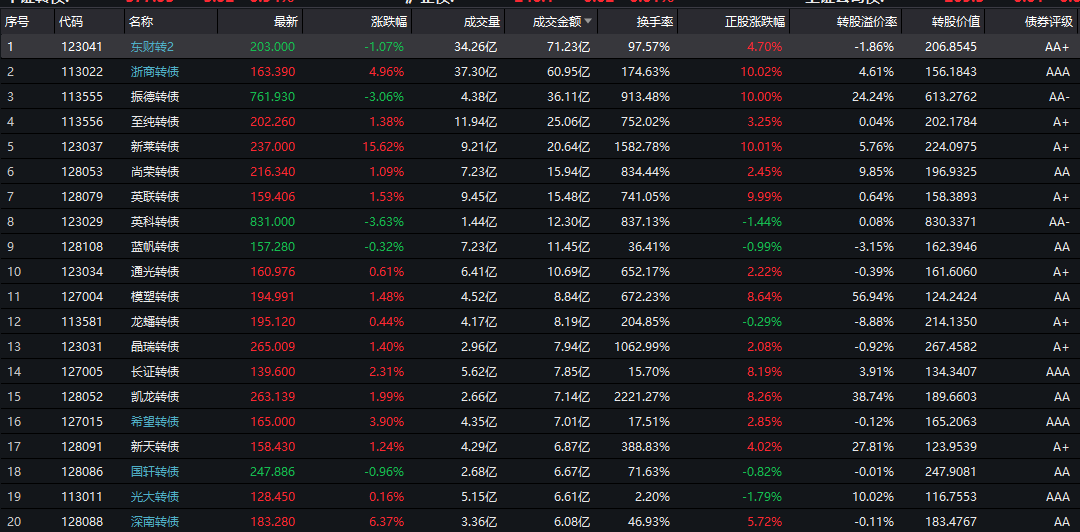 序号 代码 名称 最新 涨跌幅 成交量 成交金额 换手率 正股涨跌幅 转股溢价率 转股价值 债券评级
1 123041 东财转2 203.000 -1.07% 34.26亿 71.23亿 97.57% 4.70% -1.86% 206.8545 AA+
2 113022 浙商转债 163.390 4.96% 37.30亿 60.95亿 174.63% 10.02% 4.61% 156.1843 AAA
3 113555 振德转债 761.930 -3.06% 4.38亿 36.11亿 913.48% 10.00% 24.24% 613.2762 AA-
4 113556 至纯转债 202.260 1.38% 11.94亿 25.06亿 752.02% 3.25% 0.04% 202.1784 A+
5 123037 新莱转债 237.000 15.62% 9.21亿 20.64亿 1582.78% 10.01% 5.76% 224.0975 A+
6 128053 尚荣转债 216.340 1.09% 7.23亿 15.94亿 834.44% 2.45% 9.85% 196.9325 AA
7 128079 英联转债 159.406 1.53% 9.45亿 15.48亿 741.05% 9.99% 0.64% 158.3893 A+
8 123029 英科转债 831.000 -3.63% 1.44亿 12.30亿 837.13% -1.44% 0.08% 830.3371 AA-
9 128108 蓝帆转债 157.280 -0.32% 7.23亿 11.45亿 36.41% -0.99% -3.15% 162.3946 AA
10 123034 通光转债 160.976 0.61% 6.41亿 10.69亿 652.17% 2.22% -0.39% 161.6060 A+
11 127004 模塑转债 194.991 1.48% 4.52亿 8.84亿 672.23% 8.64% 56.94% 124.2424 AA
12 113581 龙蟠转债 195.120 0.44% 4.17亿 8.19亿 204.85% -0.29% -8.88% 214.1350 A+
13 123031 晶瑞转债 265.009 1.40% 2.96亿 7.94亿 1062.99% 2.08% -0.92% 267.4582 A+
14 127005 长证转债 139.600 2.31% 5.62亿 7.85亿 15.70% 8.19% 3.91% 134.3407 AAA
15 128052 凯龙转债 263.139 1.99% 2.66亿 7.14亿 2221.27% 8.26% 38.74% 189.6603 AA
16 127015 希望转债 165.000 3.90% 4.35亿 7.01亿 17.51% 2.85% -0.12% 165.2063 AAA
17 128091 新天转债 158.430 1.24% 4.29亿 6.87亿 388.83% 4.02% 27.81% 123.9539 A+
18 128086 国轩转债 247.886 -0.96% 2.68亿 6.67亿 71.63% -0.82% -0.01% 247.9081 AA
19 113011 光大转债 128.450 0.16% 5.15亿 6.61亿 2.20% -1.79% 10.02% 116.7553 AAA
20 128088 深南转债 183.280 6.37% 3.36亿 6.08亿 46.93% 5.72% -0.11% 183.4767 AA